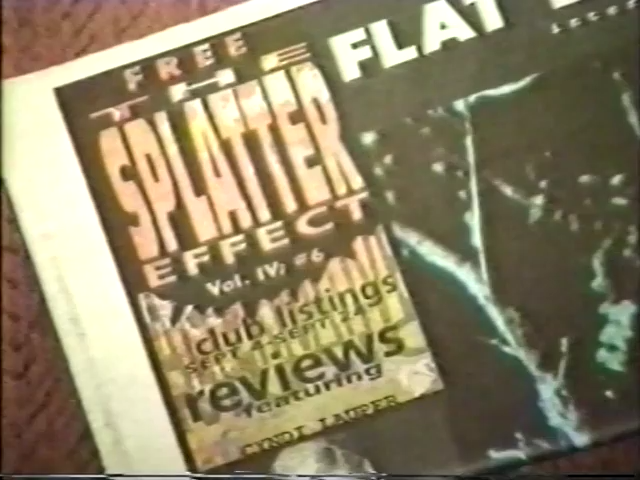 FREE
THE
SPLATTER
EFFECT
Vol. IV; #6
club listings
SEPT 4-SEPT 24
reviews
featuring
CYNDI LAUPER
FLAT